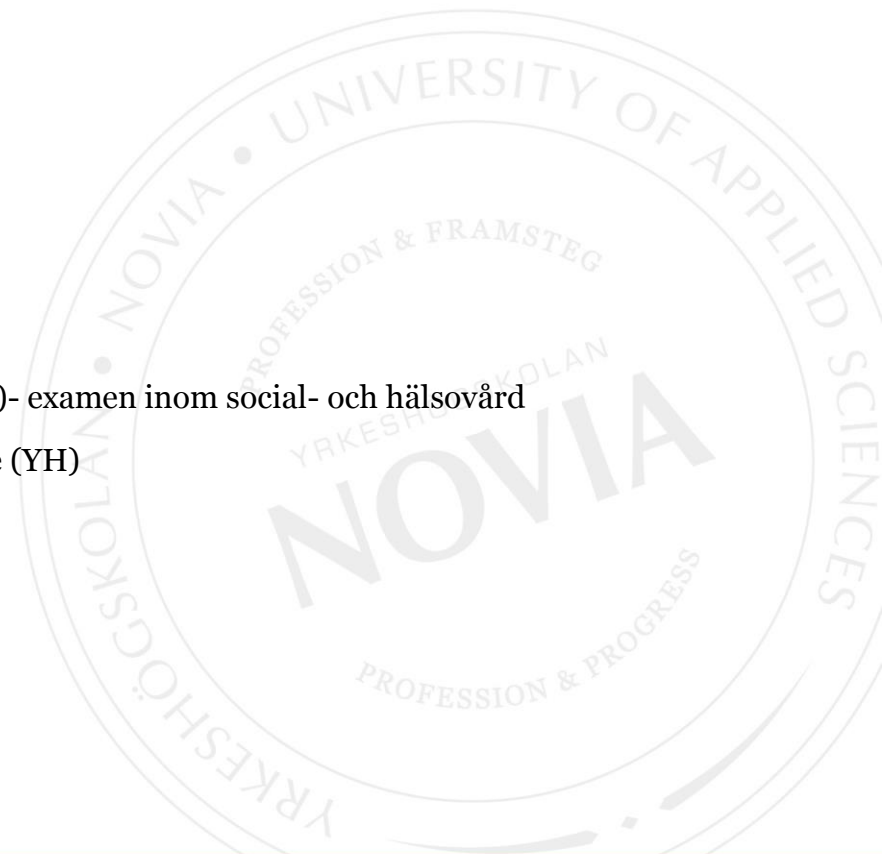 YRKESHÖGSKOLAN • NOVIA • UNIVERSITY OF APPLIED SCIENCES
PROFESSION & FRAMSTEG
)- examen inom social- och hälsovård
YRKESHÖGSKOLAN
(YH)
NOVIA
PROFESSION & PROGRESS